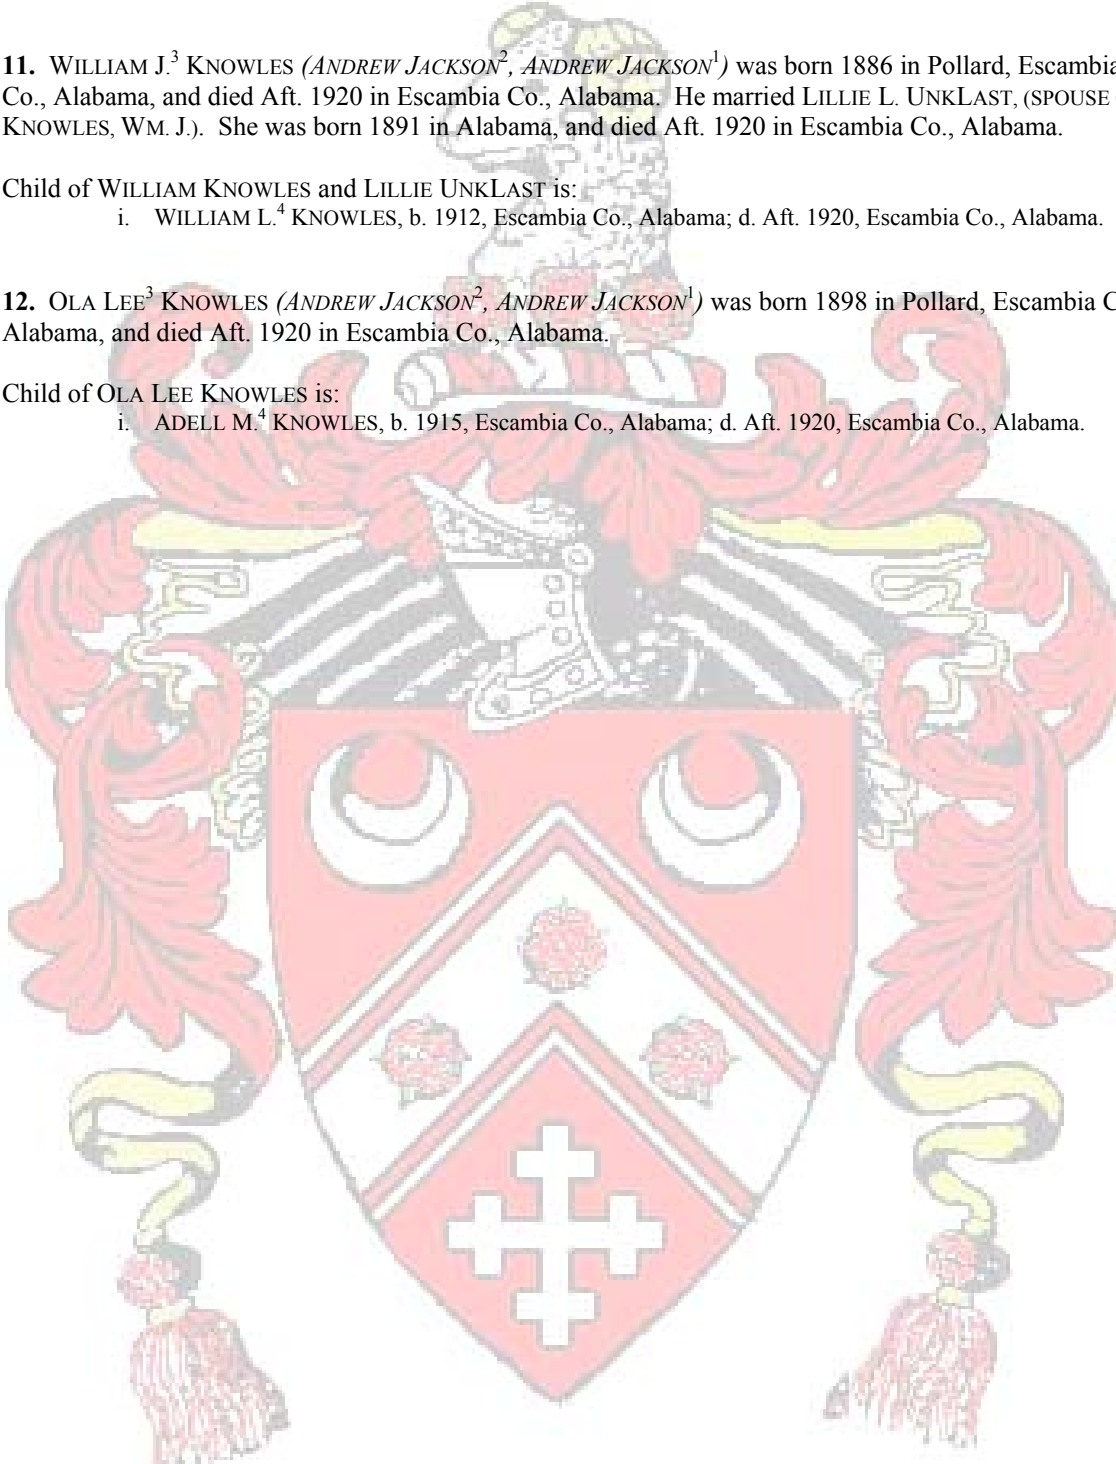 11. WILLIAM J.3 KNOWLES (ANDREW JACKSON2, ANDREW JACKSON1) was born 1886 in Pollard, Escambia
Co., Alabama, and died Aft. 1920 in Escambia Co., Alabama. He married LILLIE L. UNKLAST, (SPOUSE
KNOWLES, WM. J.). She was born 1891 in Alabama, and died Aft. 1920 in Escambia Co., Alabama.
Child of WILLIAM KNOWLES and LILLIE UNKLAST is:
i. WILLIAM L.4 KNOWLES, b. 1912, Escambia Co., Alabama; d. Aft. 1920, Escambia Co., Alabama.
12. OLA LEE3 KNOWLES (ANDREW JACKSON2, ANDREW JACKSON1) was born 1898 in Pollard, Escambia C
Alabama, and died Aft. 1920 in Escambia Co., Alabama.
Child of OLA LEE KNOWLES is:
i. ADELL M.4 KNOWLES, b. 1915, Escambia Co., Alabama; d. Aft. 1920, Escambia Co., Alabama.